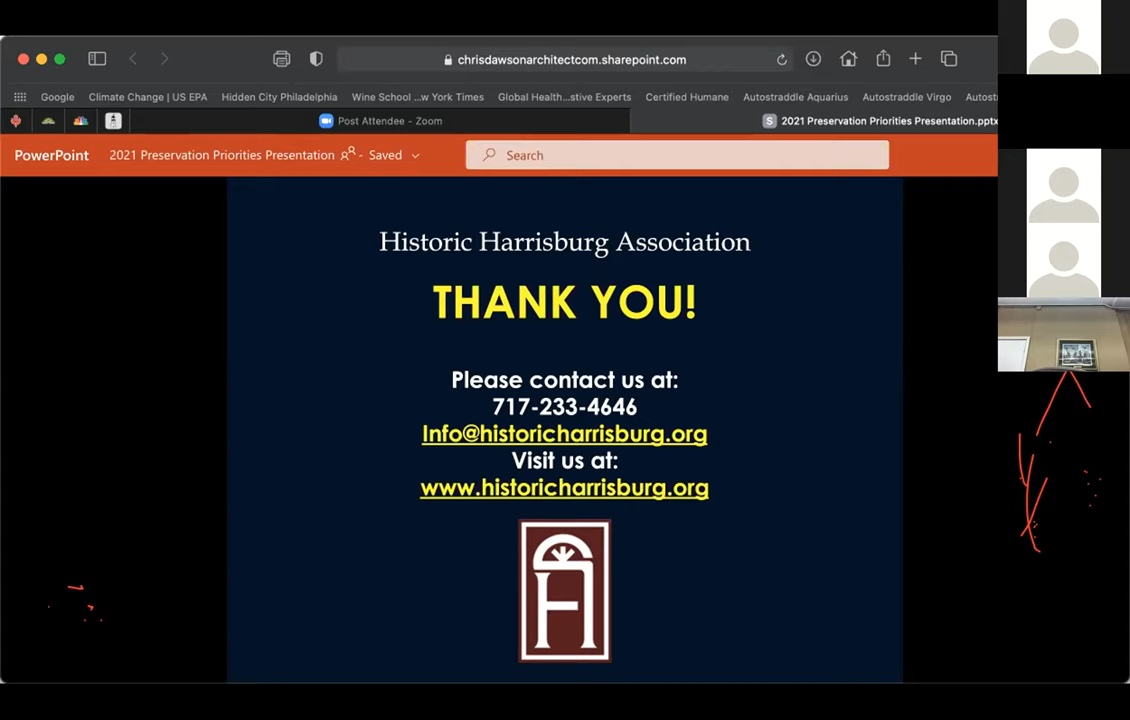 chrisdawsonarchitectcom.sharepoint.com
Google Climate Change | US EPA Hidden City Philadelphia Wine School ...w York Times Global Health...stive Experts Certified Humane Autostraddle Aquarius Autostraddle Virgo Autost
Post Attendee - Zoom S 2021 Preservation Priorities Presentation.pptx
PowerPoint 2021 Preservation Priorities Presentation - Saved Search
Historic Harrisburg Association
THANK YOU!
Please contact us at:
717-233-4646
Info@historicharrisburg.org
Visit us at:
www.historicharrisburg.org